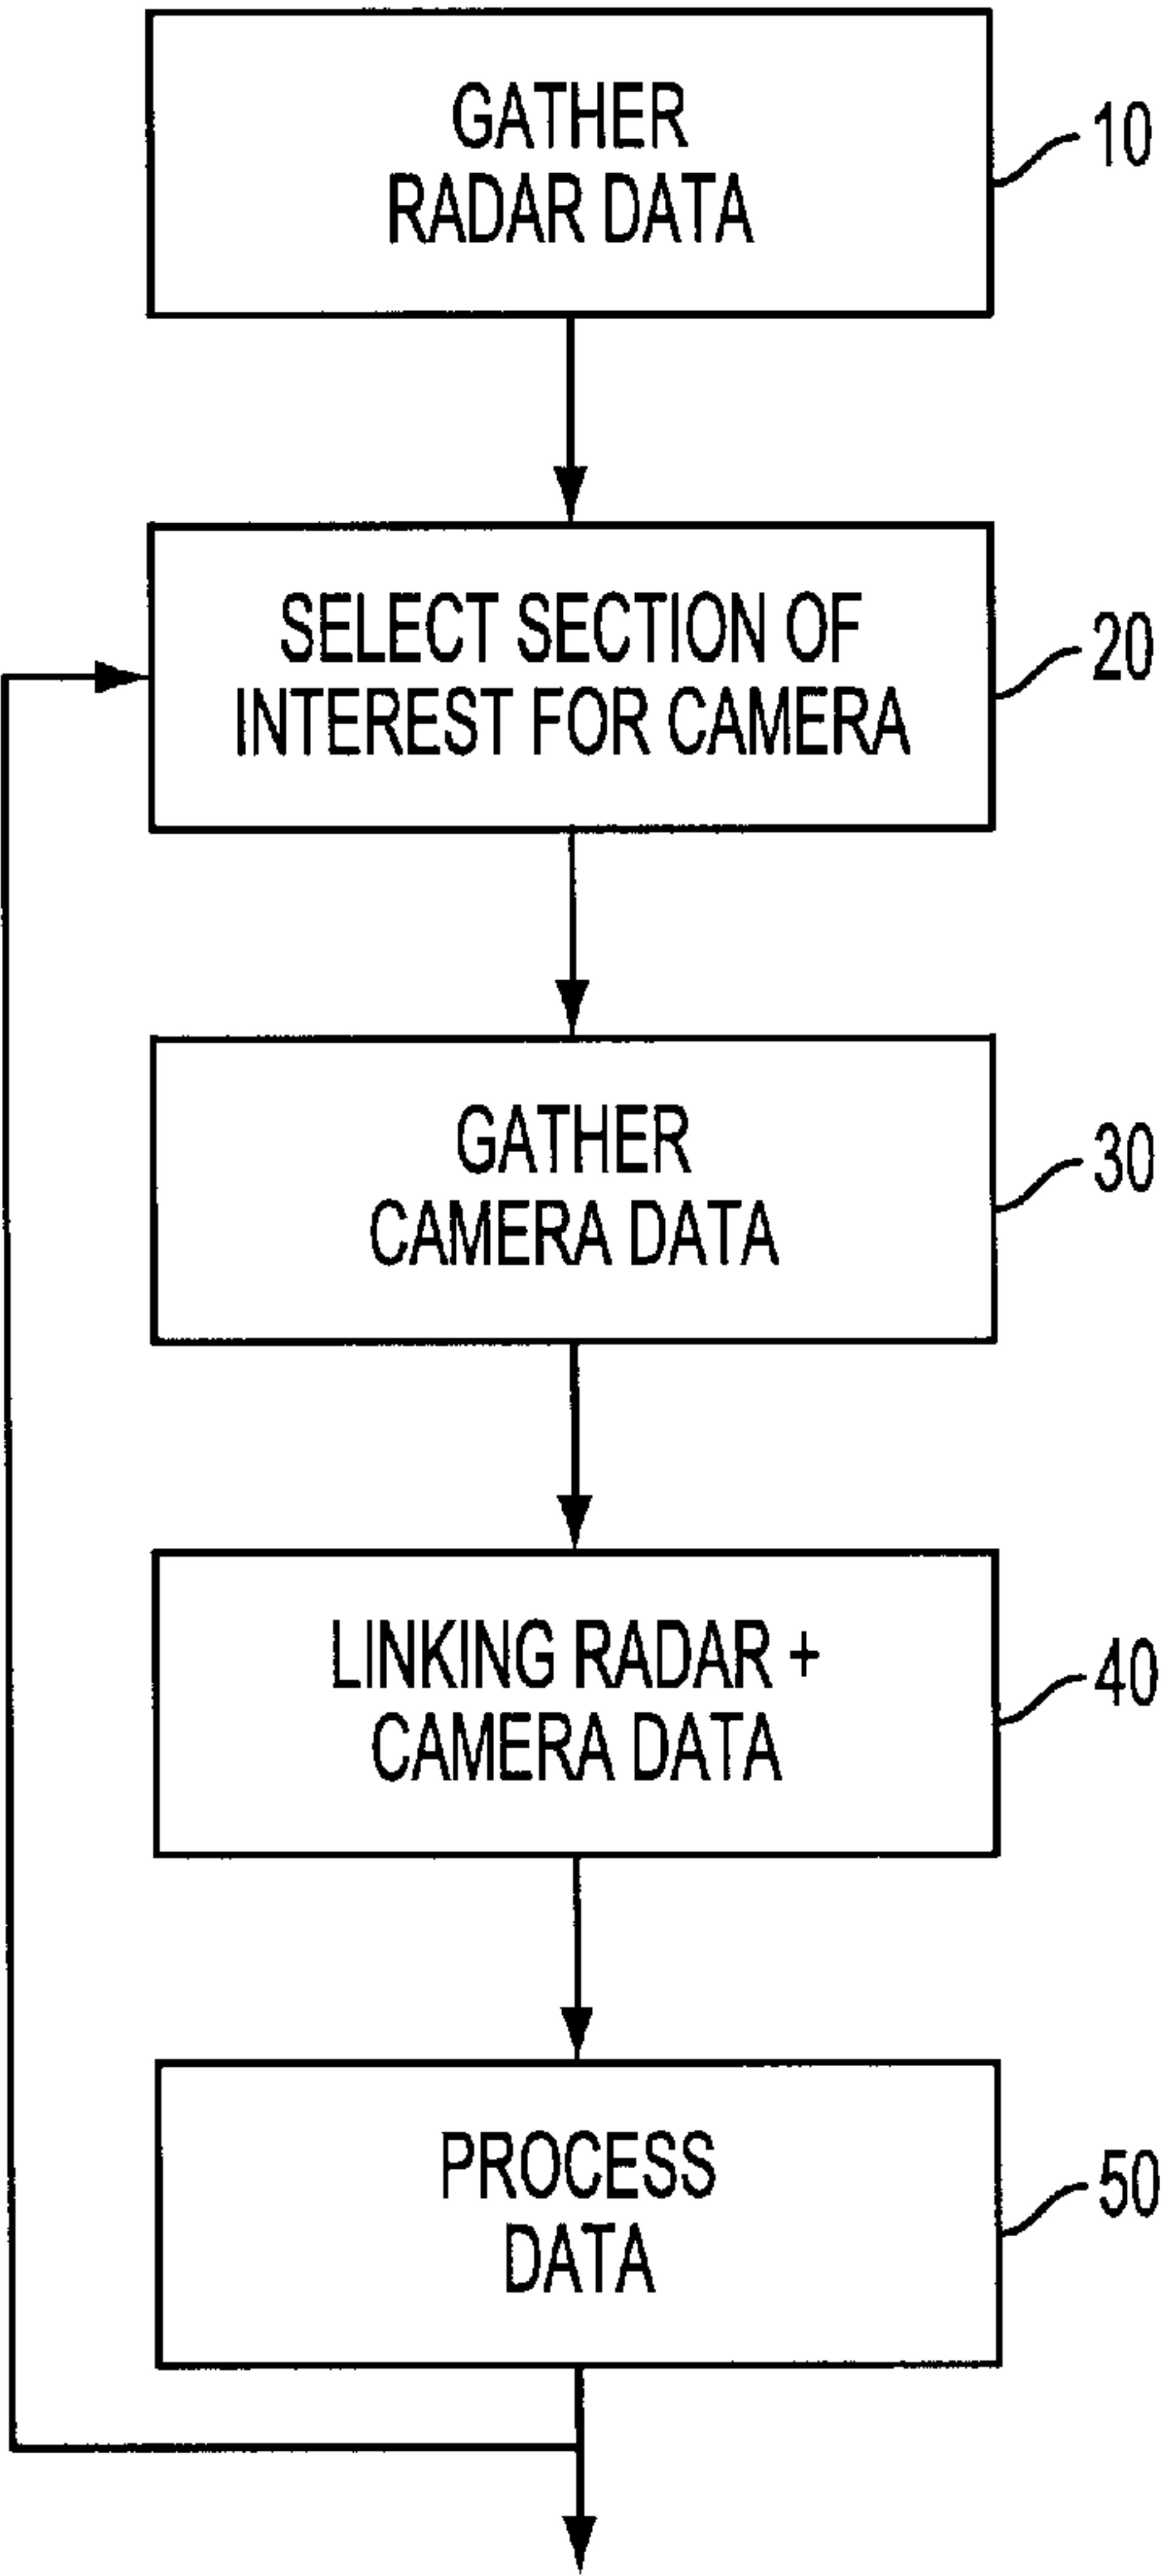 GATHER
RADAR DATA
10
SELECT SECTION OF
INTEREST FOR CAMERA
20
GATHER
CAMERA DATA
30
LINKING RADAR +
CAMERA DATA
40
PROCESS
DATA
50